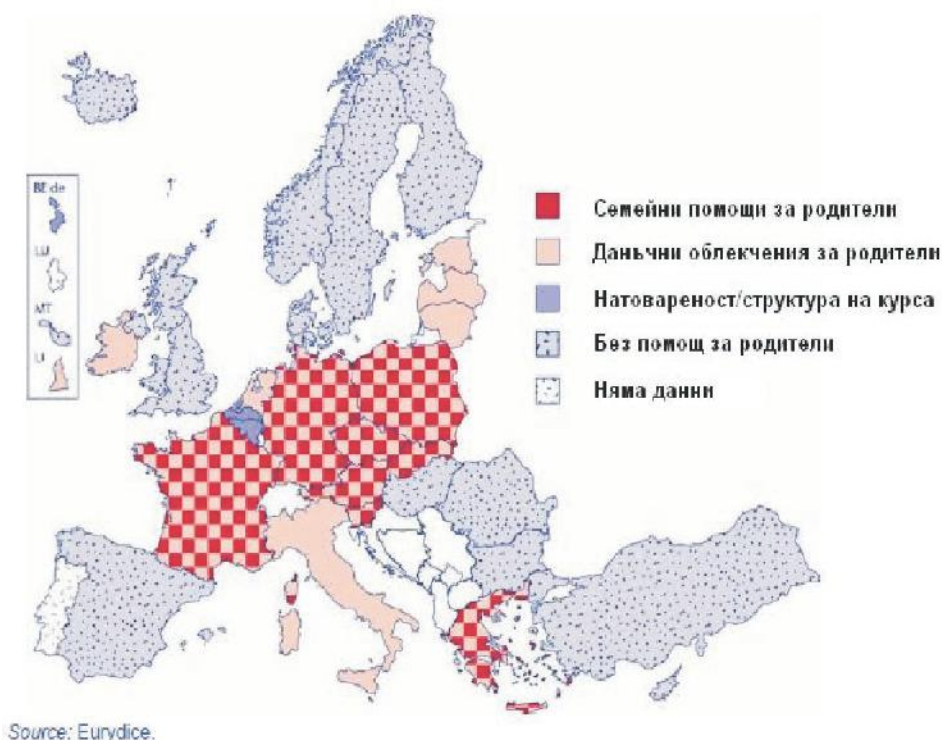 BE de
LU
MT
LI
Семейни помощи за родители
Данъчни облекчения за родители
Натовареност/структура на курса
Без помощ за родители
Няма данни
Source: Eurydice.